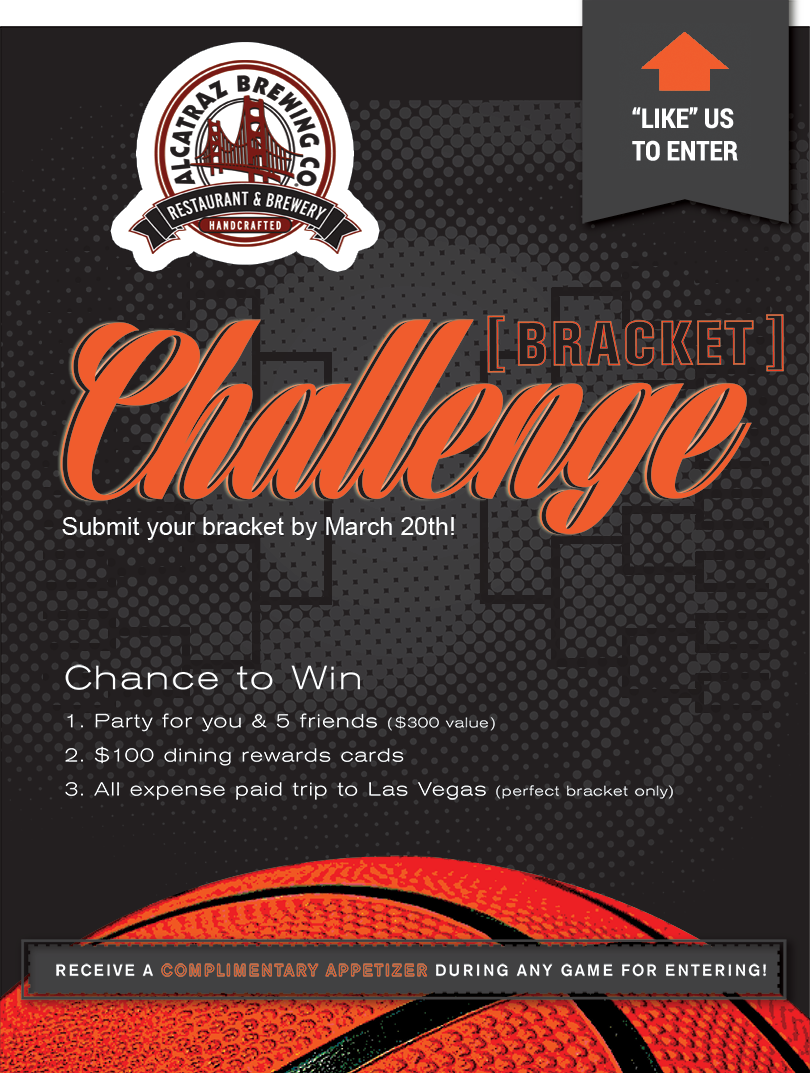 “LIKE” US
TO ENTER
ALCATRAZ BREWING CO.
RESTAURANT & BREWERY
HANDCRAFTED
[BRACKET]
Challenge
Submit your bracket by March 20th!
Chance to Win
1. Party for you & 5 friends ($300 value)
2. $100 dining rewards cards
3. All expense paid trip to Las Vegas (perfect bracket only)
RECEIVE A COMPLIMENTARY APPETIZER DURING ANY GAME FOR ENTERING!